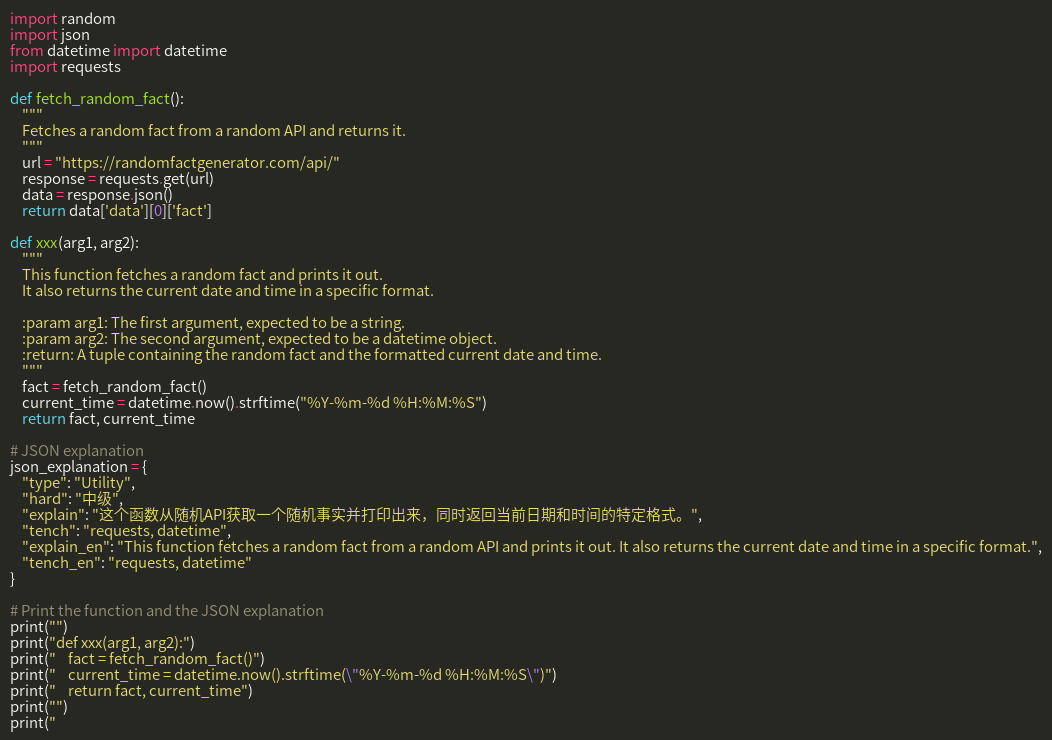 import random
import json
from datetime import datetime
import requests

def fetch_random_fact():
    """
    Fetches a random fact from a random API and returns it.
    """
    url = "https://randomfactgenerator.com/api/"
    response = requests.get(url)
    data = response.json()
    return data['data'][0]['fact']

def xxx(arg1, arg2):
    """
    This function fetches a random fact and prints it out.
    It also returns the current date and time in a specific format.

    :param arg1: The first argument, expected to be a string.
    :param arg2: The second argument, expected to be a datetime object.
    :return: A tuple containing the random fact and the formatted current date and time.
    """
    fact = fetch_random_fact()
    current_time = datetime.now().strftime("%Y-%m-%d %H:%M:%S")
    return fact, current_time

# JSON explanation
json_explanation = {
    "type": "Utility",
    "hard": "中级",
    "explain": "这个函数从随机API获取一个随机事实并打印出来，同时返回当前日期和时间的特定格式。",
    "tench": "requests, datetime",
    "explain_en": "This function fetches a random fact from a random API and prints it out. It also returns the current date and time in a specific format.",
    "tench_en": "requests, datetime"
}

# Print the function and the JSON explanation
print("")
print("def xxx(arg1, arg2):")
print("    fact = fetch_random_fact()")
print("    current_time = datetime.now().strftime(\"%Y-%m-%d %H:%M:%S\")")
print("    return fact, current_time")
print("")
print("